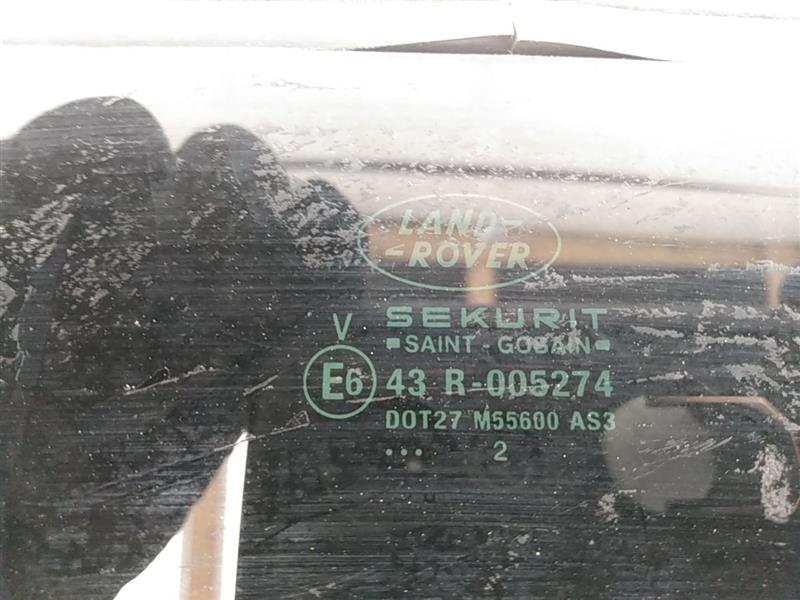 LAND-
-ROVER
V
SEKURIT
SAINT-GOBAIN
E6 43 R-005274
DOT27 M55600 AS3
... 2